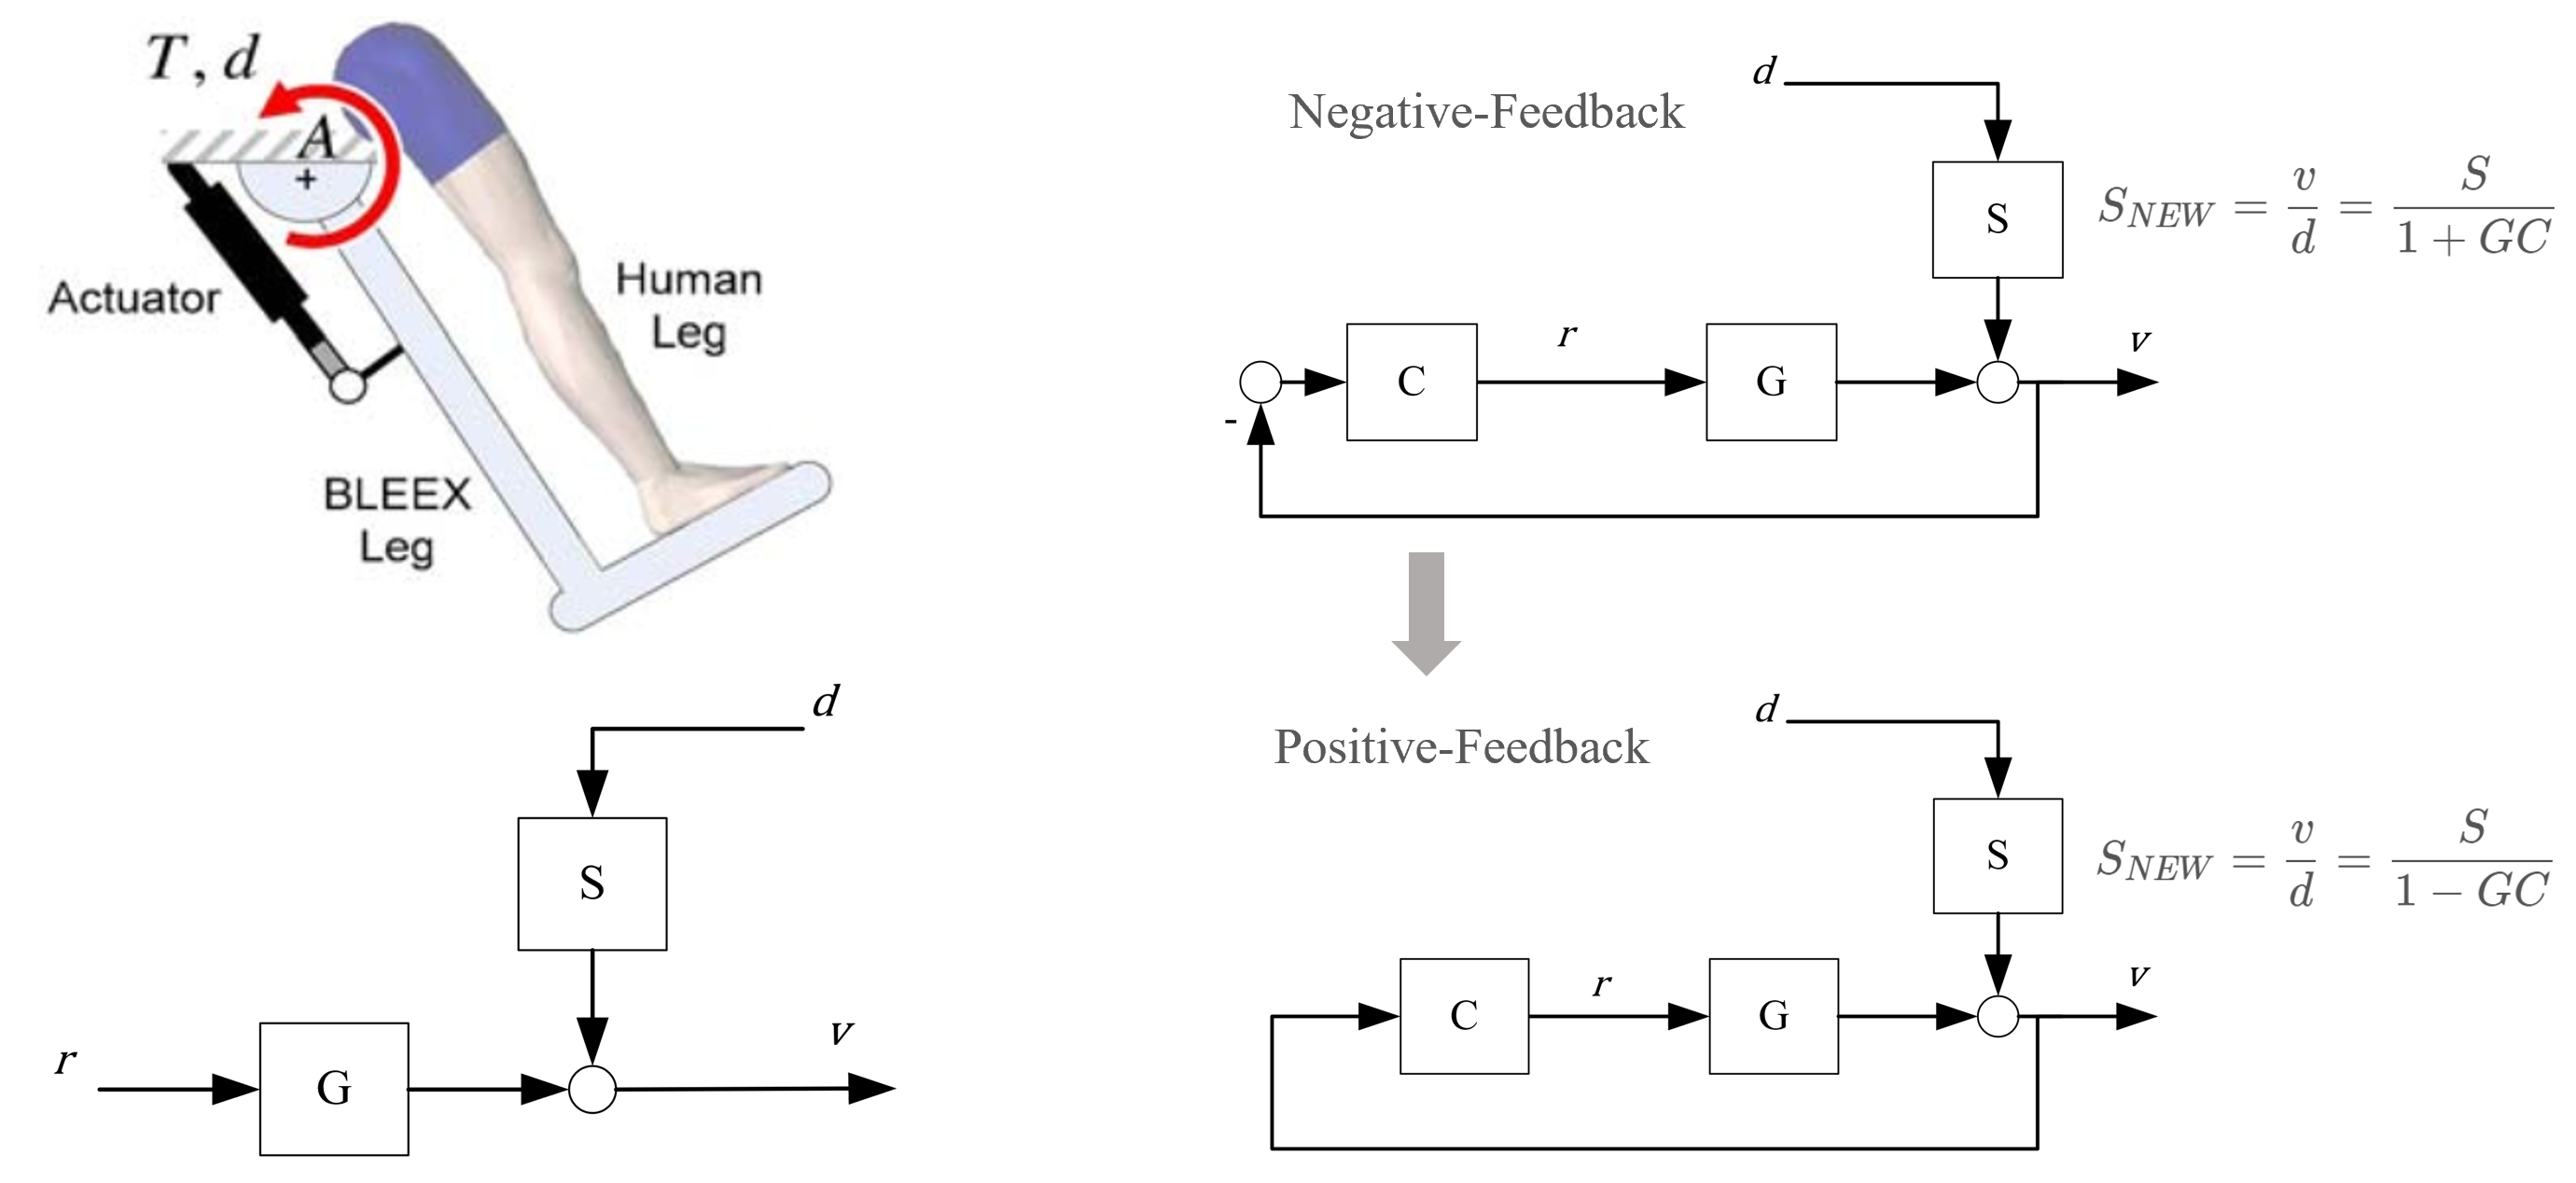 T, d
A
+
Actuator
Human
Leg
BLEEX
Leg
d
S
r
G
v
Negative-Feedback
d
S
S_{NEW} = \frac{v}{d} = \frac{S}{1 + GC}
C
r
G
v
-
Positive-Feedback
d
S
S_{NEW} = \frac{v}{d} = \frac{S}{1 - GC}
C
r
G
v